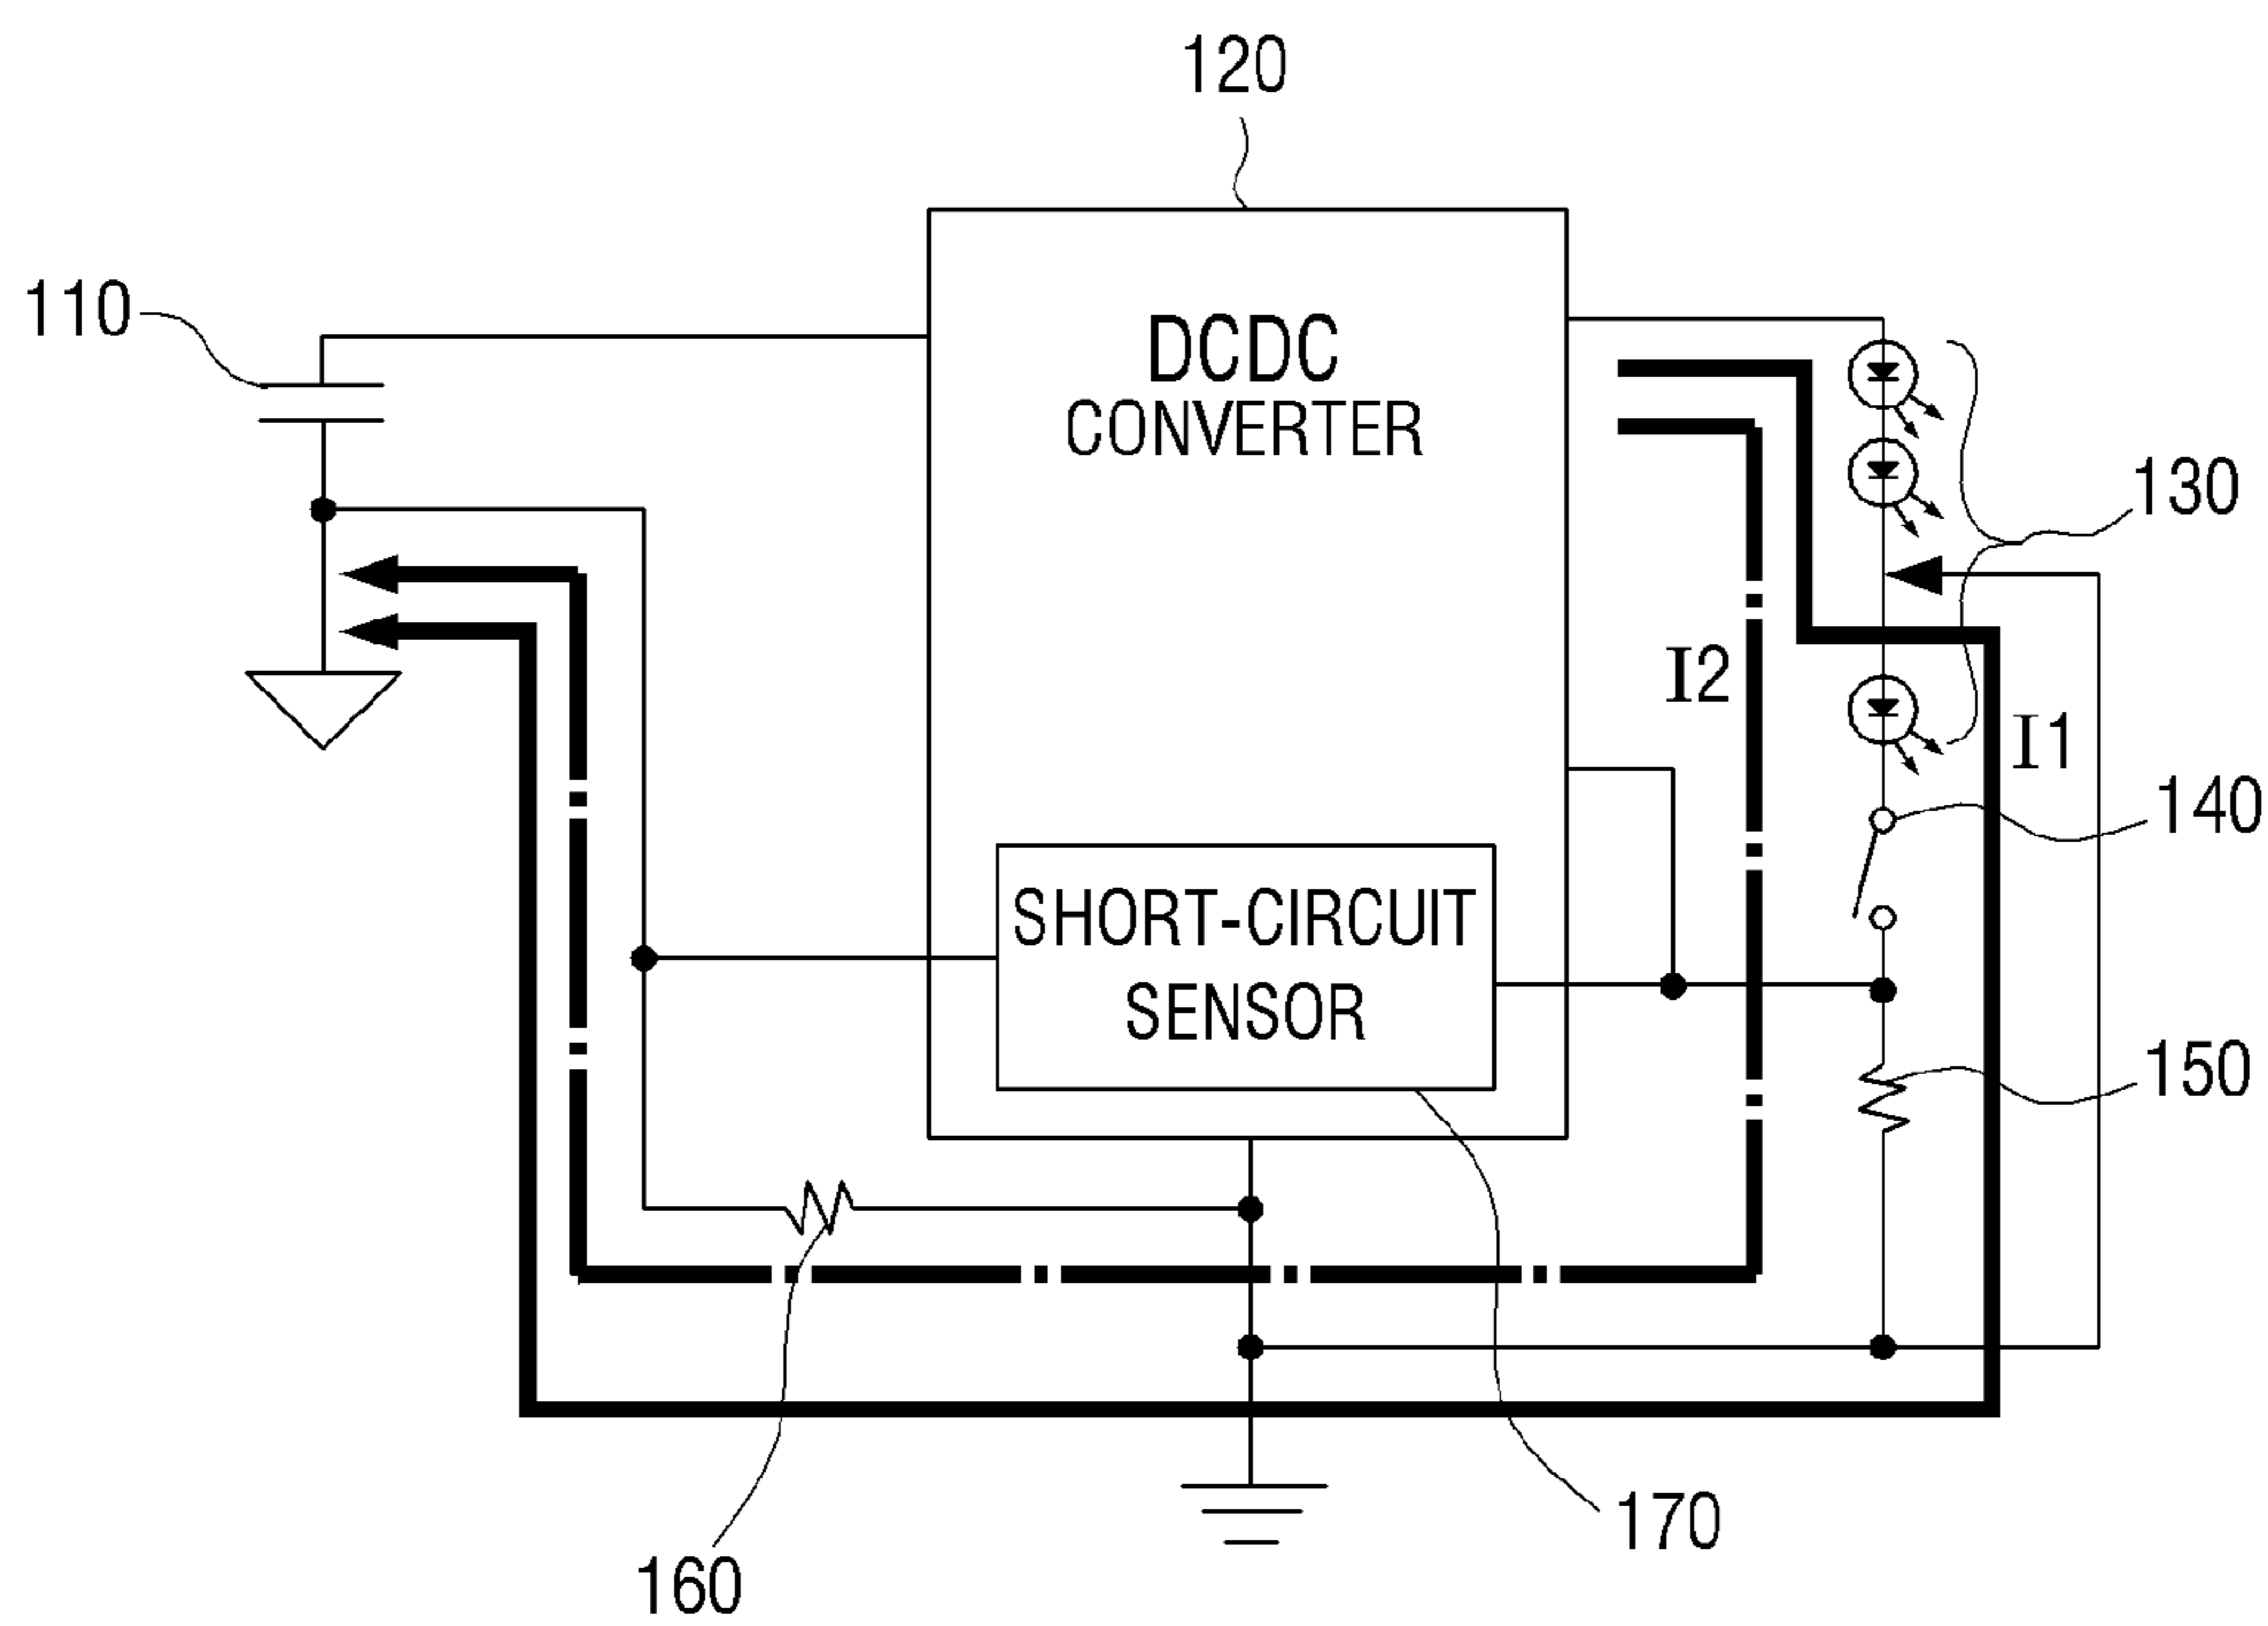 120
110
DCDC
CONVERTER
130
I2
I1
140
SHORT-CIRCUIT
SENSOR
150
170
160